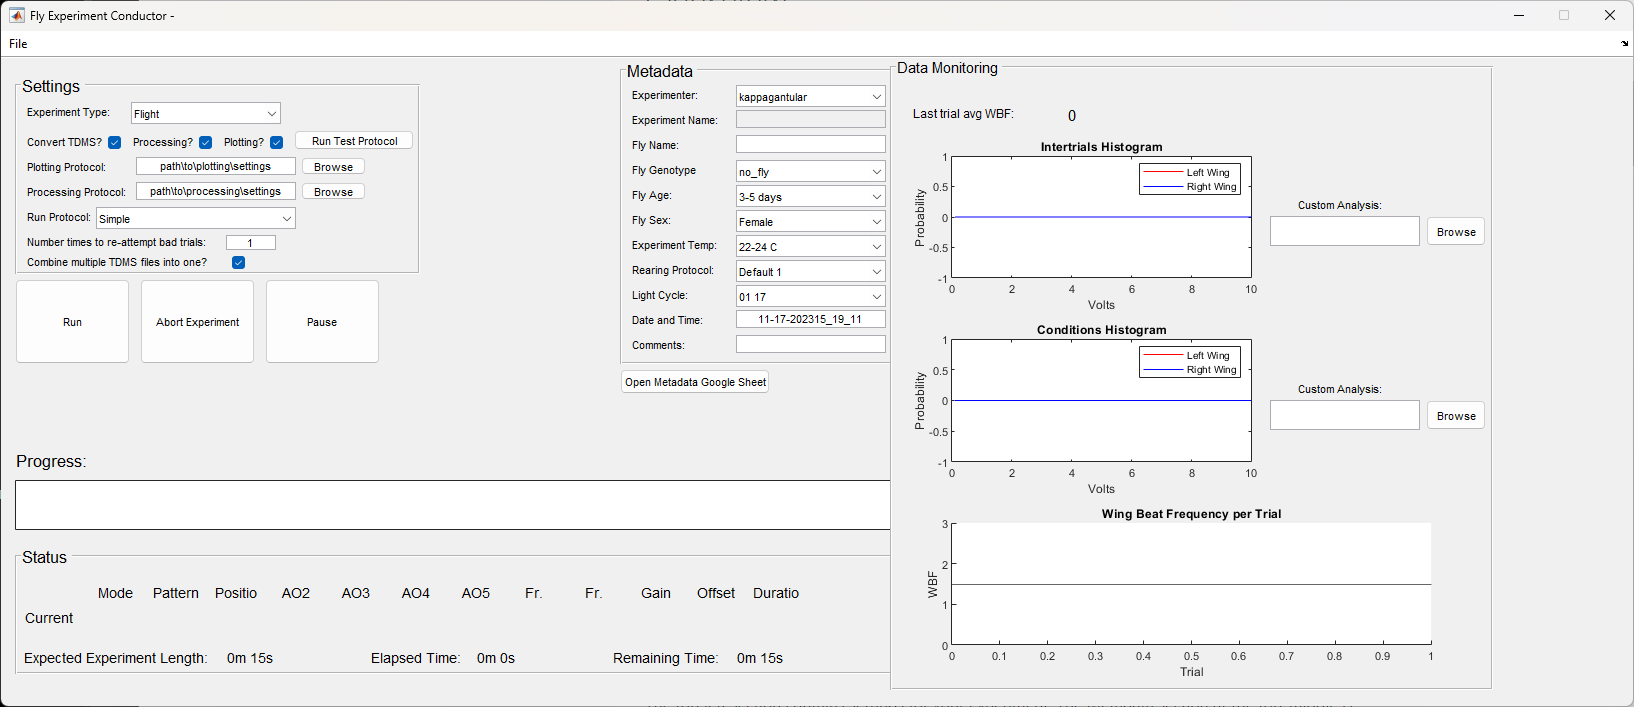 Fly Experiment Conductor -
File
Settings
Experiment Type: Flight
Convert TDMS? Processing? Plotting? Run Test Protocol
Plotting Protocol: path\to\plotting\settings Browse
Processing Protocol: path\to\processing\settings Browse
Run Protocol: Simple
Number times to re-attempt bad trials: 1
Combine multiple TDMS files into one?
Run Abort Experiment Pause
Metadata
Experimenter: kappagantular
Experiment Name:
Fly Name:
Fly Genotype no_fly
Fly Age: 3-5 days
Fly Sex: Female
Experiment Temp: 22-24 C
Rearing Protocol: Default 1
Light Cycle: 01 17
Date and Time: 11-17-202315_19_11
Comments:
Open Metadata Google Sheet
Data Monitoring
Last trial avg WBF: 0
Intertrials Histogram
Left Wing
Right Wing
1
0.5
0
-0.5
-1
Probability
0 2 4 6 8 10
Volts
Custom Analysis:
Browse
Conditions Histogram
Left Wing
Right Wing
1
0.5
0
-0.5
-1
Probability
0 2 4 6 8 10
Volts
Custom Analysis:
Browse
Wing Beat Frequency per Trial
3
2
1
0
WBF
0 0.1 0.2 0.3 0.4 0.5 0.6 0.7 0.8 0.9 1
Trial
Progress:
Status
Mode Pattern Positio AO2 AO3 AO4 AO5 Fr. Fr. Gain Offset Duratio
Current
Expected Experiment Length: 0m 15s Elapsed Time: 0m 0s Remaining Time: 0m 15s